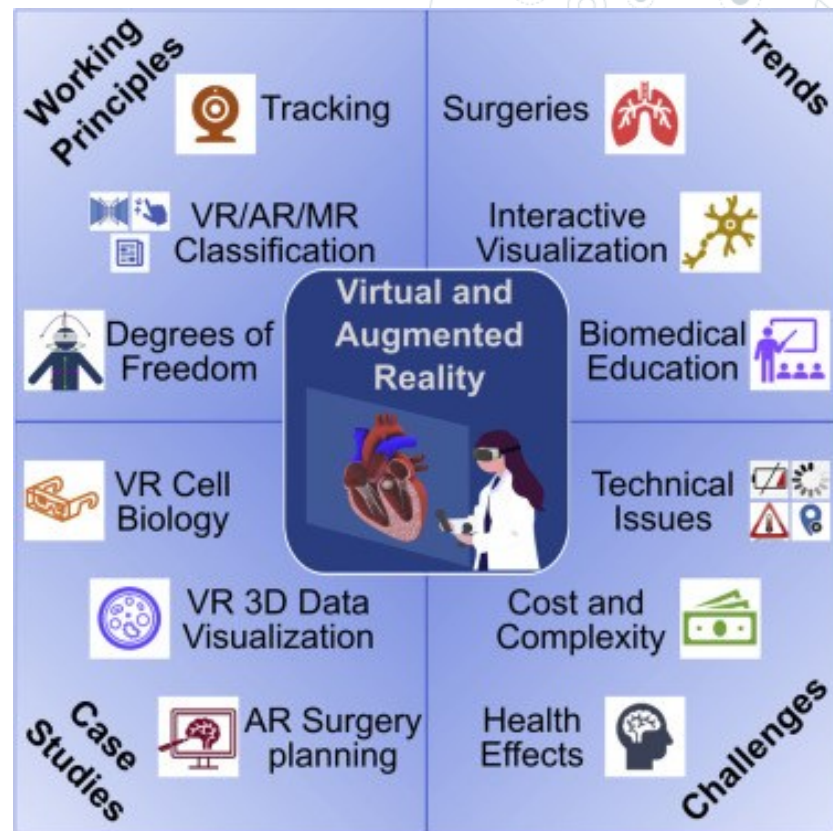 Working
Principles
Tracking
VR/AR/MR
Classification
Degrees of
Freedom
Trends
Surgeries
Interactive
Visualization
Biomedical
Education
Virtual and
Augmented
Reality
VR Cell
Biology
VR 3D Data
Visualization
AR Surgery
planning
Case
Studies
Technical
Issues
Cost and
Complexity
Health
Effects
Challenges